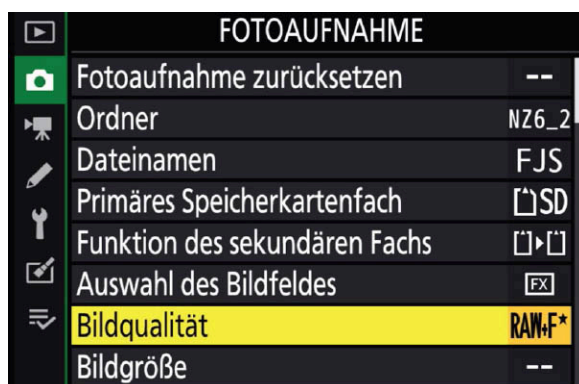 FOTOAUFNAHME
Fotoaufnahme zurücksetzen --
Ordner NZ6_2
Dateinamen FJS
Primäres Speicherkartenfach SD
Funktion des sekundären Fachs
Auswahl des Bildfeldes FX
Bildqualität RAW+F★
Bildgröße --